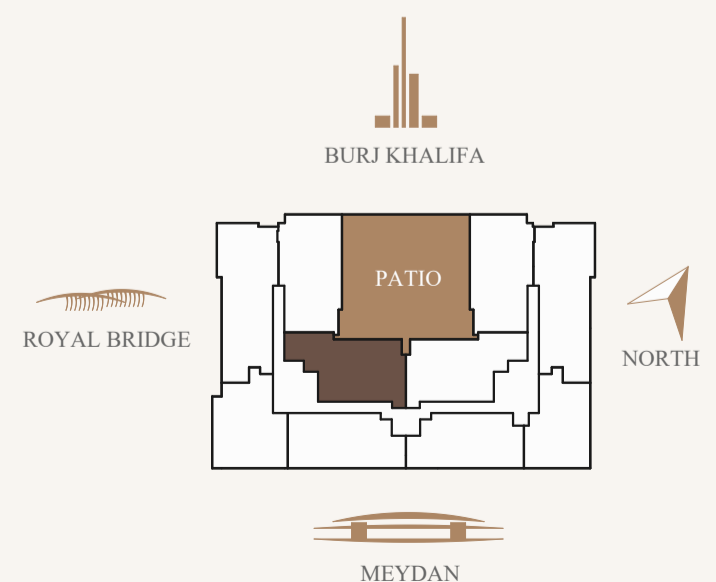 BURJ KHALIFA
PATIO
ROYAL BRIDGE
NORTH
MEYDAN